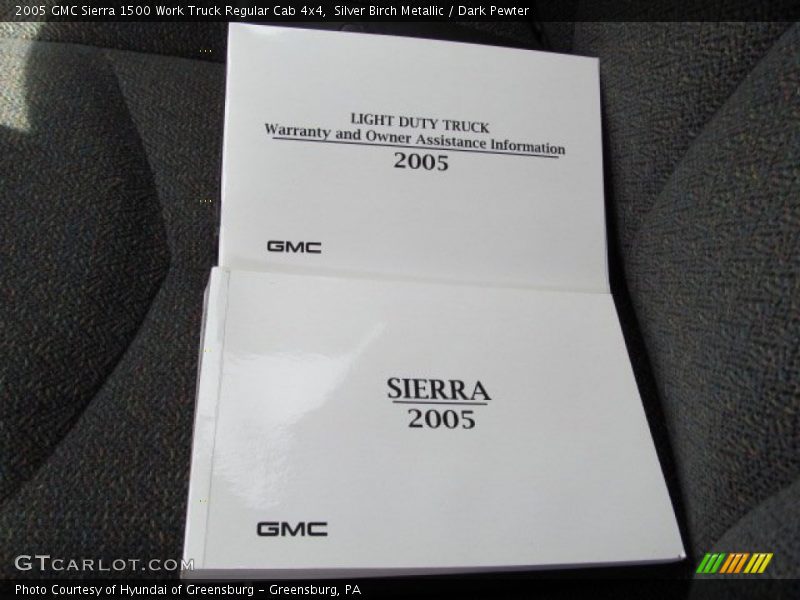 2005 GMC Sierra 1500 Work Truck Regular Cab 4x4, Silver Birch Metallic / Dark Pewter
LIGHT DUTY TRUCK
Warranty and Owner Assistance Information
2005
GMC
SIERRA
2005
GMC
GTCARLOT.COM
Photo Courtesy of Hyundai of Greensburg - Greensburg, PA